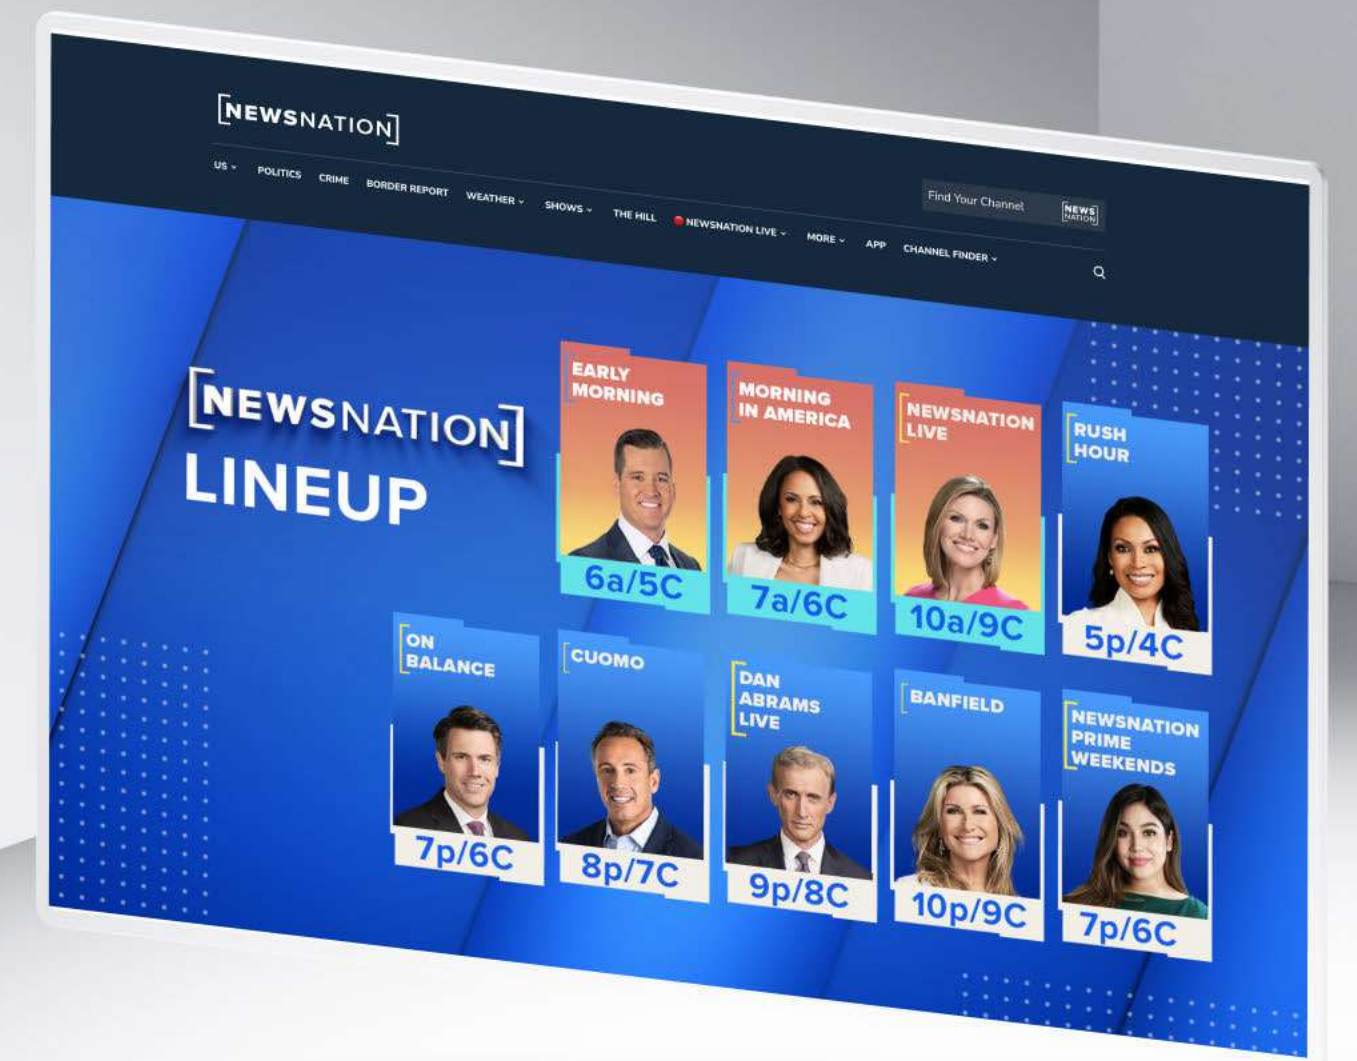 [NEWSNATION]
Find Your Channel
[NEWS
NATION]
US POLITICS CRIME BORDER REPORT WEATHER SHOWS THE HILL NEWSNATION LIVE MORE APP CHANNEL FINDER
[NEWSNATION]
LINEUP
EARLY
MORNING
6a/5C
MORNING
IN AMERICA
7a/6C
NEWSNATION
LIVE
10a/9C
RUSH
HOUR
5p/4C
ON
BALANCE
7p/6C
CUOMO
8p/7C
DAN
ABRAMS
LIVE
9p/8C
BANFIELD
10p/9C
NEWSNATION
PRIME
WEEKENDS
7p/6C